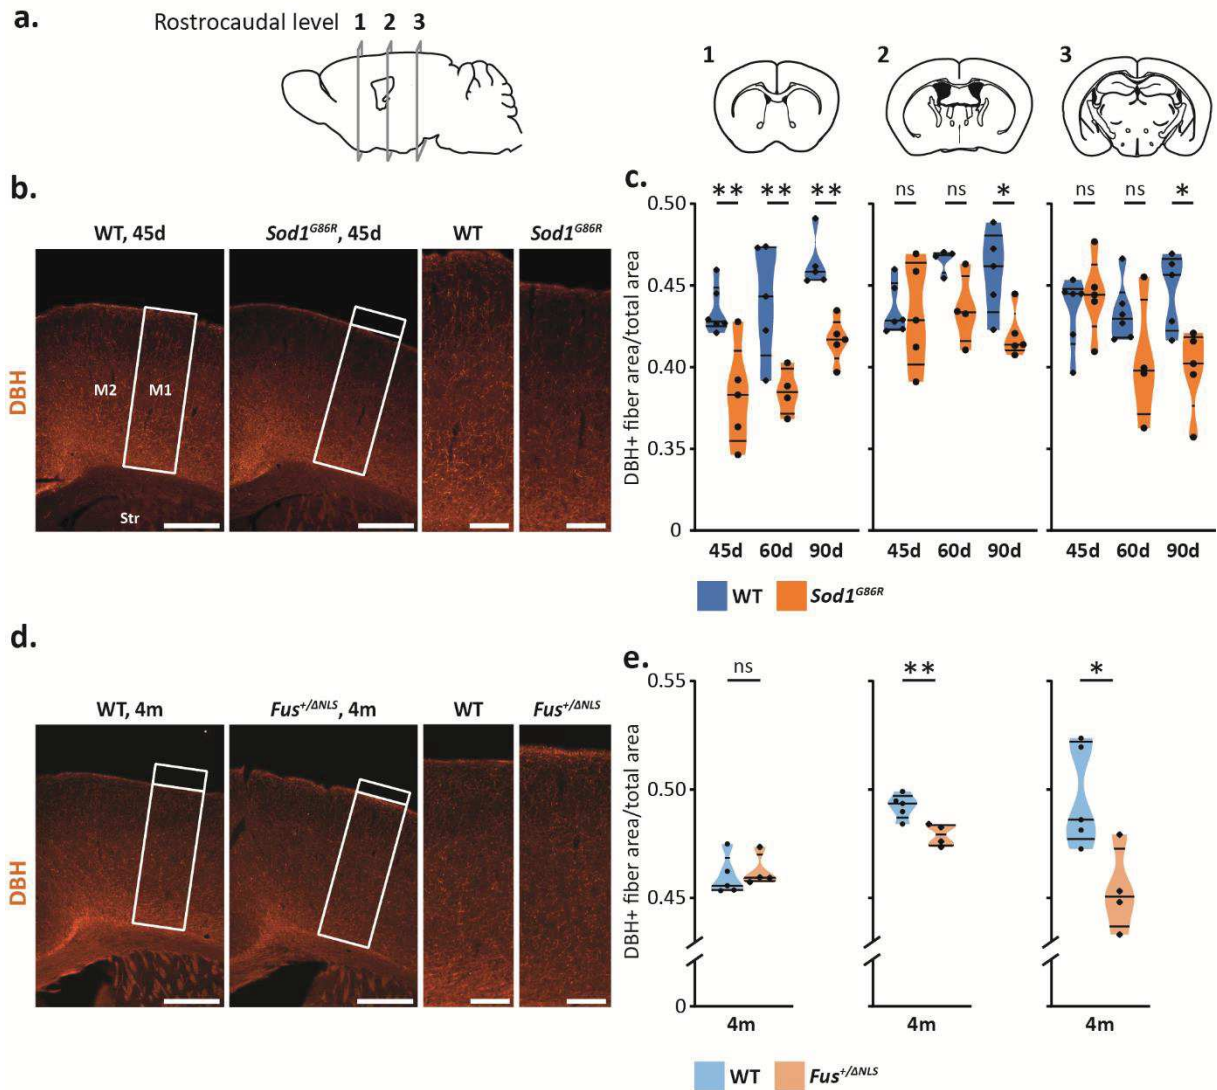 a.
Rostrocaudal level 1 2 3
1 2 3
b.
WT, 45d Sod1G86R, 45d WT Sod1G86R
DBH
M2 M1
Str
c.
** ** ** ns ns * ns ns *
DBH+ fiber area/total area
0.50
0.45
0.40
0.35
0
45d 60d 90d 45d 60d 90d 45d 60d 90d
WT Sod1G86R
d.
WT, 4m Fus+/ΔNLS, 4m WT Fus+/ΔNLS
DBH
e.
ns ** *
DBH+ fiber area/total area
0.55
0.50
0.45
0
4m 4m 4m
WT Fus+/ΔNLS